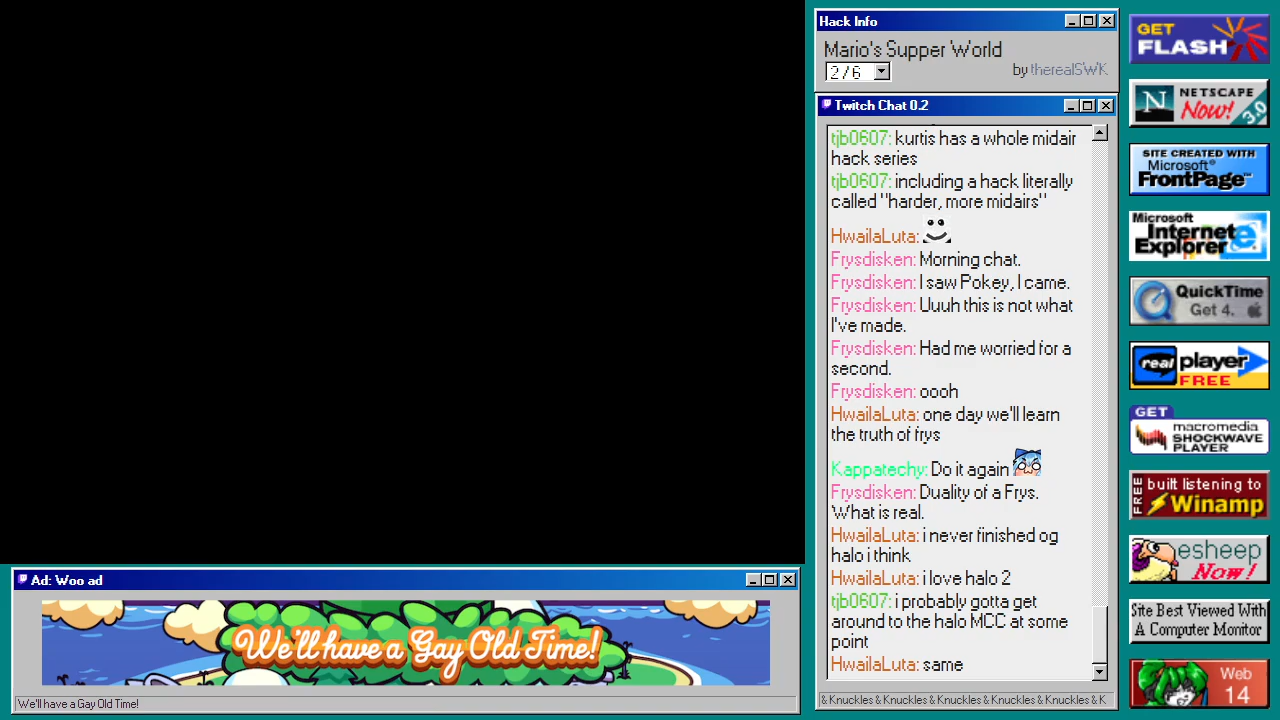 Hack Info
Mario's Supper World
2/6
by therealSWK
Twitch Chat 0.2
tjb0607: kurtis has a whole midair
hack series
tjb0607: including a hack literally
called "harder, more midairs"
HwailaLuta:
Frysdisken: Morning chat.
Frysdisken: I saw Pokey, I came.
Frysdisken: Uuuh this is not what
I've made.
Frysdisken: Had me worried for a
second.
Frysdisken: oooh
HwailaLuta: one day we'll learn
the truth of frys
Kappatechy: Do it again
Frysdisken: Duality of a Frys.
What is real.
HwailaLuta: i never finished og
halo i think
HwailaLuta: i love halo 2
tjb0607: i probably gotta get
around to the halo MCC at some
point
HwailaLuta: same
& Knuckles & Knuckles & Knuckles & Knuckles & Knuckles & K
GET
FLASH
N NETSCAPE
Now! 3.0
SITE CREATED WITH
Microsoft®
FrontPage™
Microsoft
Internet
Explorer
QuickTime
Get 4.
real player
FREE
GET
macromedia
SHOCKWAVE
PLAYER
FREE
built listening to
Winamp
esheep
Now!
Site Best Viewed With
A Computer Monitor
Web
14
Ad: Woo ad
We'll have a Gay Old Time!
We'll have a Gay Old Time!